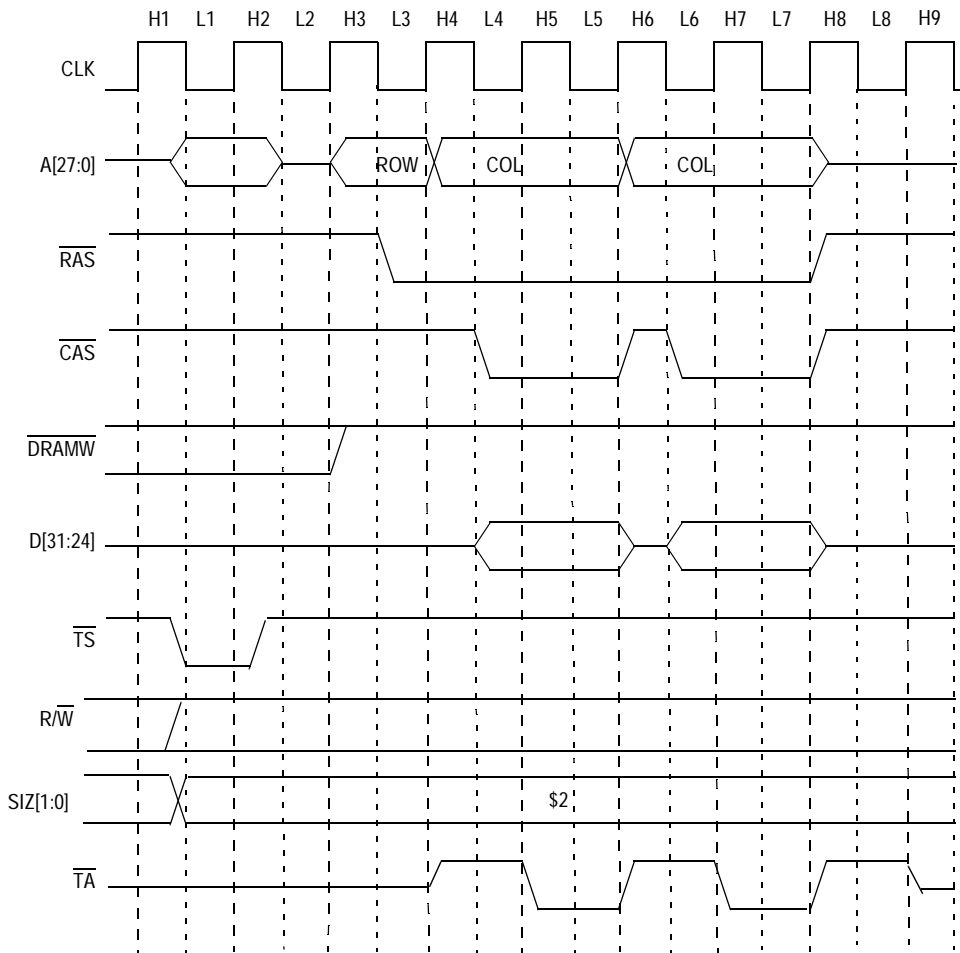 H1 L1 H2 L2 H3 L3 H4 L4 H5 L5 H6 L6 H7 L7 H8 L8 H9
CLK
A[27:0] ROW COL COL
RAS
CAS
DRAMW
D[31:24]
TS
R/W
SIZ[1:0] $2
TA